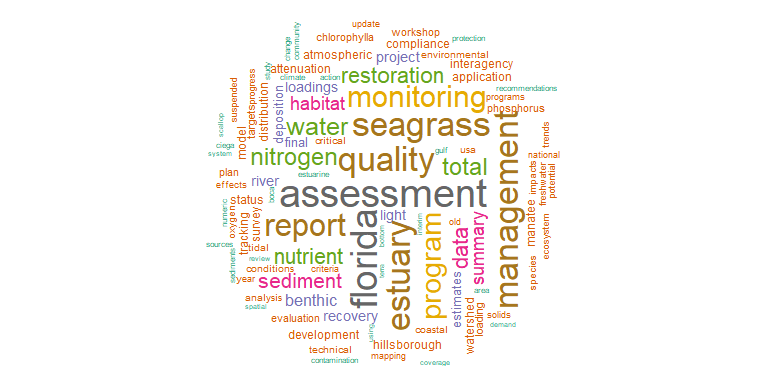 update
workshop
chlorophylla
compliance
protection
community
change
atmospheric
project
environmental
attenuation
interagency
study
climate
action
restoration
application
loadings
recommendations
suspended
progress
targets
distribution
deposition
habitat
monitoring
programs
phosphorus
scallop
model
water
seagrass
final
critical
trends
ciega
system
nitrogen
quality
gulf
usa
national
total
management
estuarine
plan
effects
river
assessment
impacts
freshwater
potential
boca
status
numeric
oxygen
tracking
survey
report
light
florida
estuary
bottom
interim
program
old
data
summary
manatee
ecosystem
tidal
sources
review
nutrient
sediments
conditions
criteria
terra
year
sediment
species
area
analysis
spatial
benthic
estimates
loading
watershed
solids
evaluation
recovery
using
coastal
demand
development
hillsborough
technical
mapping
contamination
coverage